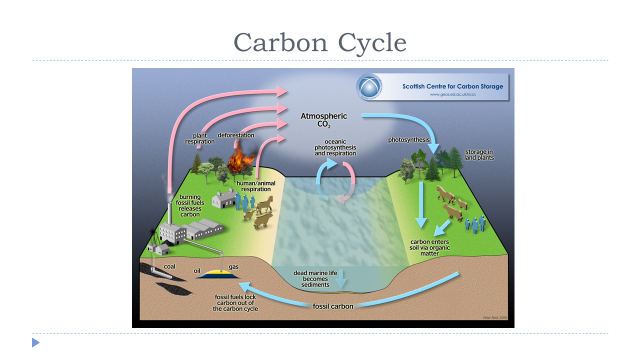 Carbon Cycle
Scottish Centre for Carbon Storage
Atmospheric
CO₂
plant
respiration
deforestation
oceanic
photosynthesis
and respiration
photosynthesis
storage in
land plants
human/animal
respiration
burning
fossil fuels
releases
carbon
carbon enters
soil via organic
matter
coal
oil
gas
dead marine life
becomes
sediments
fossil fuels lock
carbon out of
the carbon cycle
fossil carbon